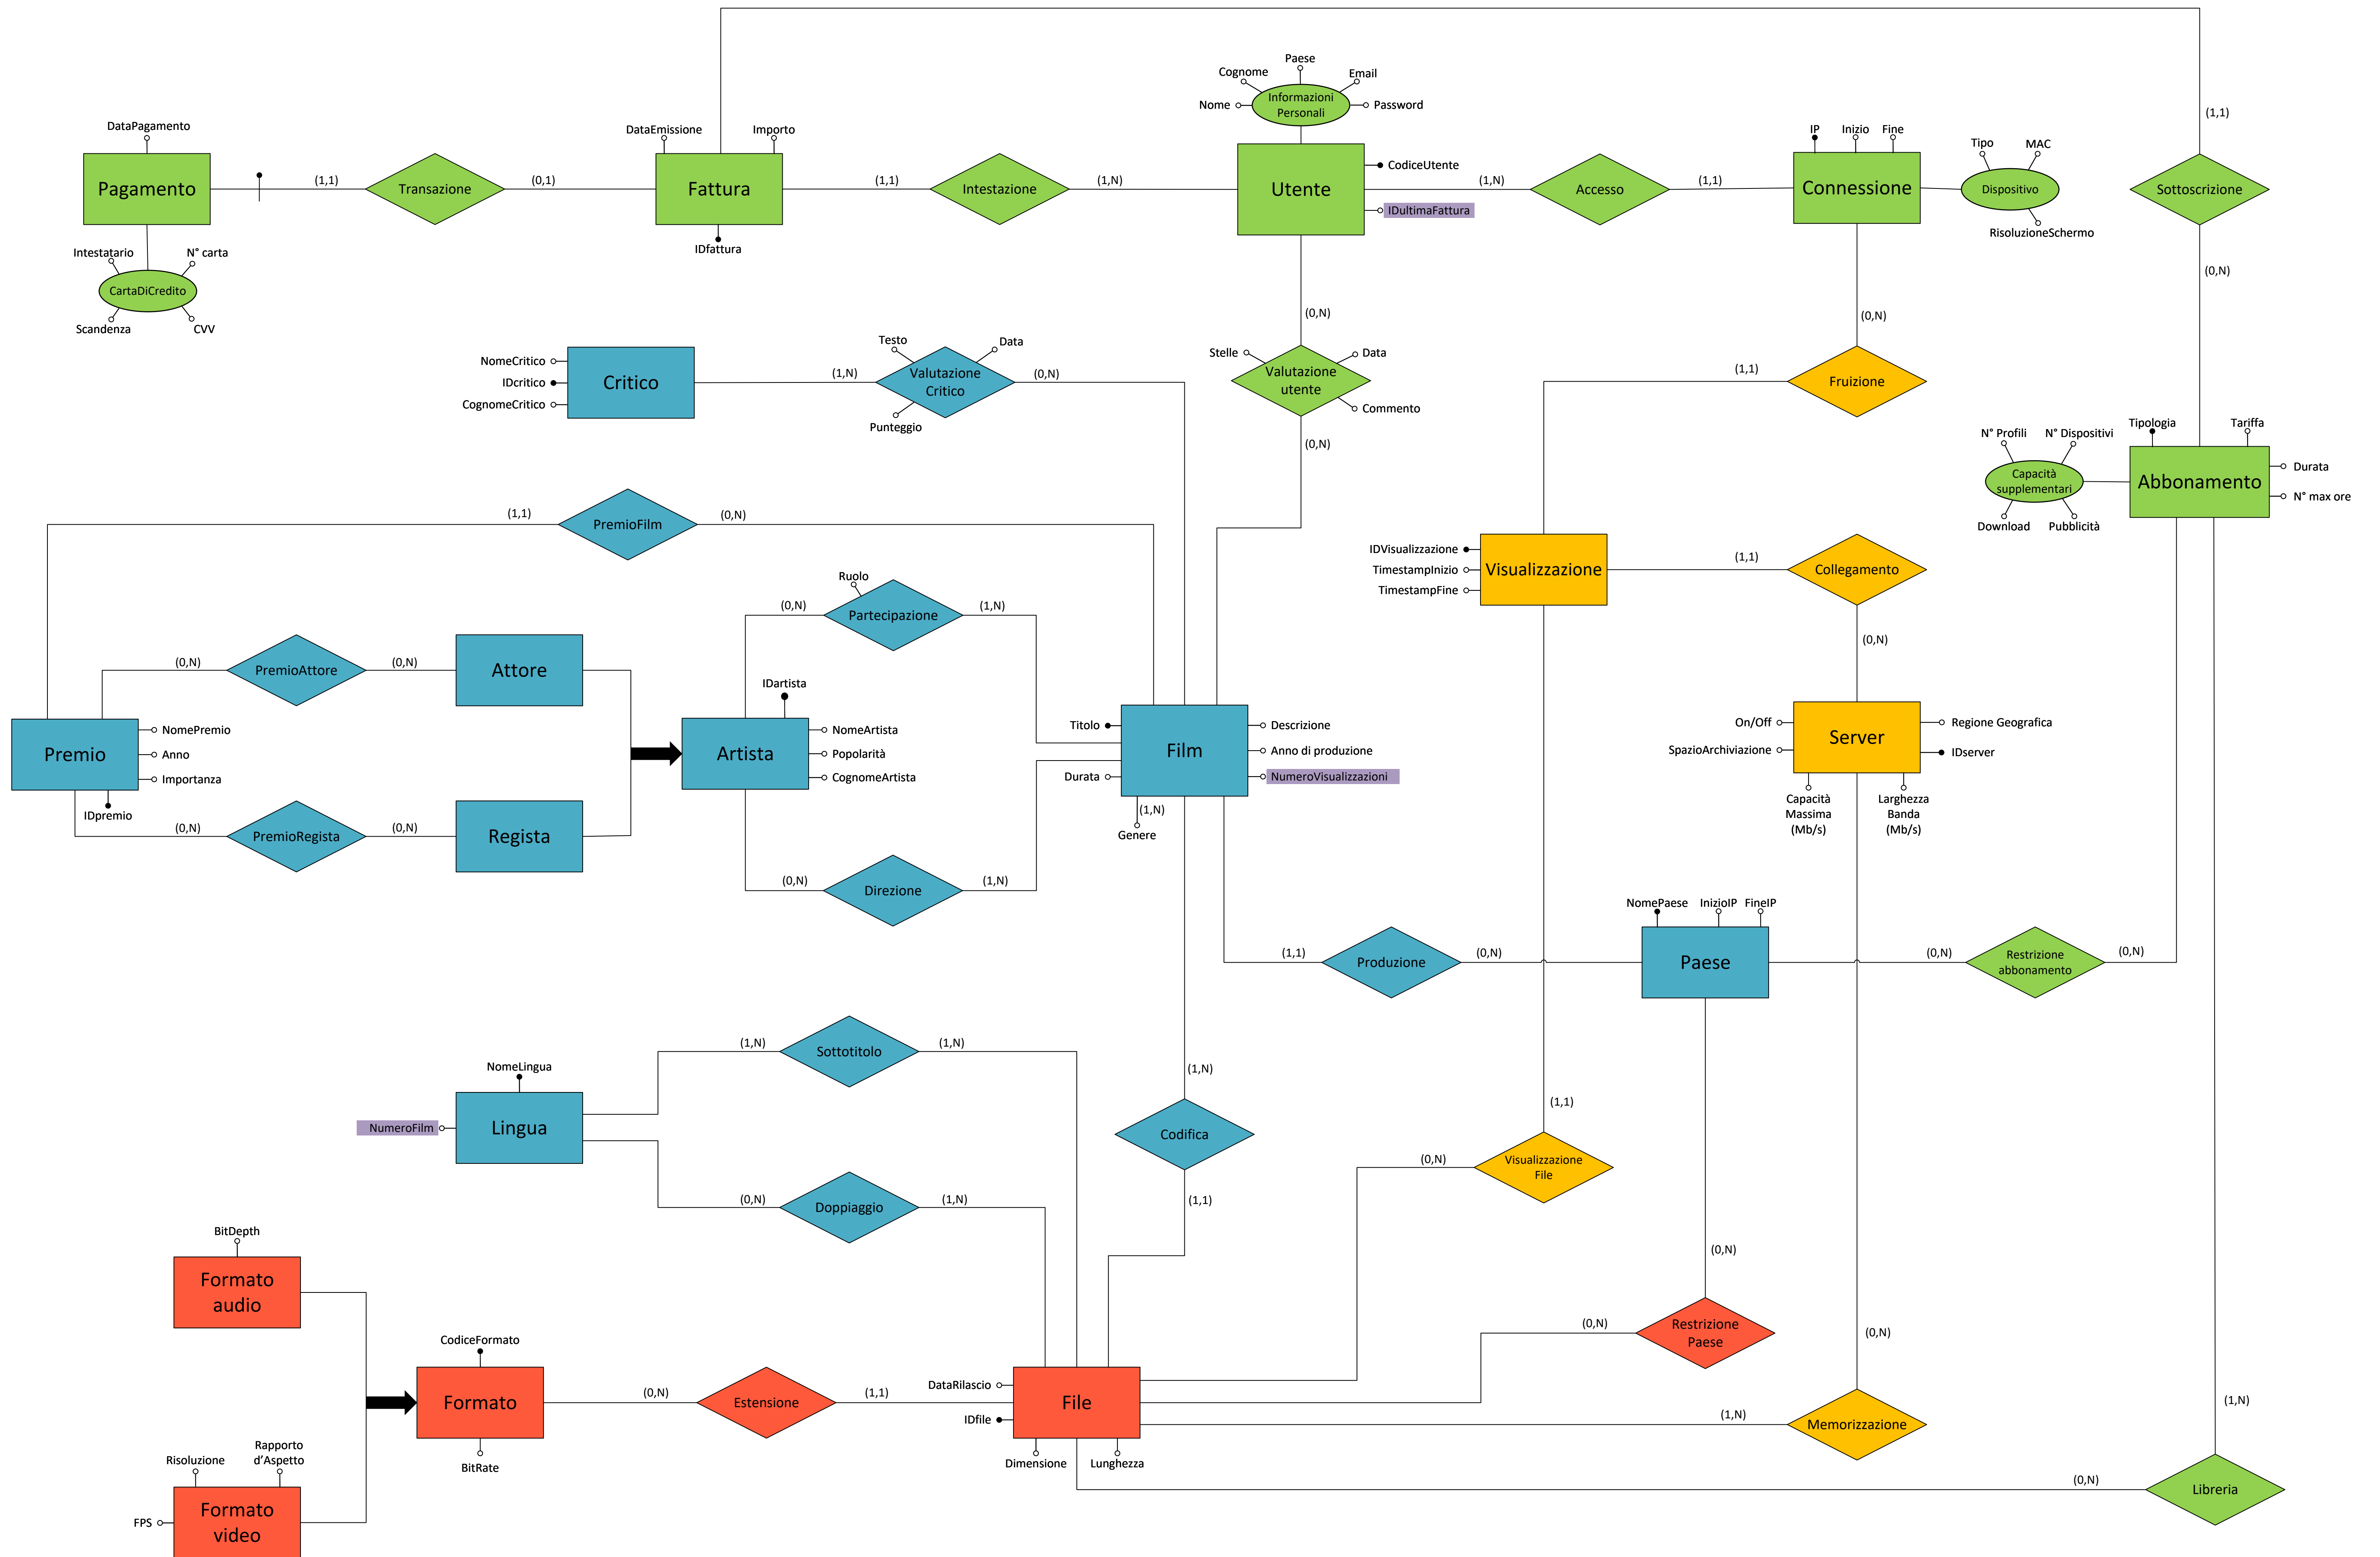 Paese
Cognome
Email
Nome
Informazioni
Personali
Password
(1,1)
DataPagamento
DataEmissione
Importo
IP
Inizio
Fine
Tipo
MAC
Pagamento
(1,1)
Transazione
(0,1)
Fattura
(1,1)
Intestazione
(1,N)
Utente
CodiceUtente
IDultimaFattura
(1,N)
Accesso
(1,1)
Connessione
Dispositivo
RisoluzioneSchermo
Sottoscrizione
IDfattura
Intestatario
N° carta
CartaDiCredito
Scandenza
CVV
(0,N)
(0,N)
(0,N)
NomeCritico
IDcritico
CognomeCritico
Critico
(1,N)
Testo
Data
Valutazione
Critico
Punteggio
(0,N)
Stelle
Data
Valutazione
utente
Commento
(0,N)
(1,1)
Fruizione
Tipologia
Tariffa
N° Profili
N° Dispositivi
Capacità
supplementari
Download
Pubblicità
Abbonamento
Durata
N° max ore
(1,1)
PremioFilm
(0,N)
IDVisualizzazione
TimestampInizio
TimestampFine
Visualizzazione
(1,1)
Collegamento
(0,N)
Ruolo
(0,N)
Partecipazione
(1,N)
(0,N)
PremioAttore
(0,N)
Attore
IDartista
Premio
NomePremio
Anno
Importanza
IDpremio
Artista
NomeArtista
Popolarità
CognomeArtista
Titolo
Durata
Film
Descrizione
Anno di produzione
NumeroVisualizzazioni
(1,N)
Genere
On/Off
SpazioArchiviazione
Server
Regione Geografica
IDserver
Capacità
Massima
(Mb/s)
Larghezza
Banda
(Mb/s)
(0,N)
PremioRegista
(0,N)
Regista
(0,N)
Direzione
(1,N)
NomePaese
InizioIP
FineIP
(1,1)
Produzione
(0,N)
Paese
(0,N)
Restrizione
abbonamento
(0,N)
(1,N)
Sottotitolo
(1,N)
NomeLingua
NumeroFilm
Lingua
(1,N)
Codifica
(1,1)
(1,1)
(0,N)
Visualizzazione
File
(0,N)
Doppiaggio
(1,N)
BitDepth
Formato
audio
(0,N)
(0,N)
Restrizione
Paese
(0,N)
CodiceFormato
Formato
BitRate
(0,N)
Estensione
(1,1)
DataRilascio
IDfile
File
Dimensione
Lunghezza
(1,N)
Memorizzazione
(1,N)
Risoluzione
Rapporto
d’Aspetto
FPS
Formato
video
(0,N)
Libreria